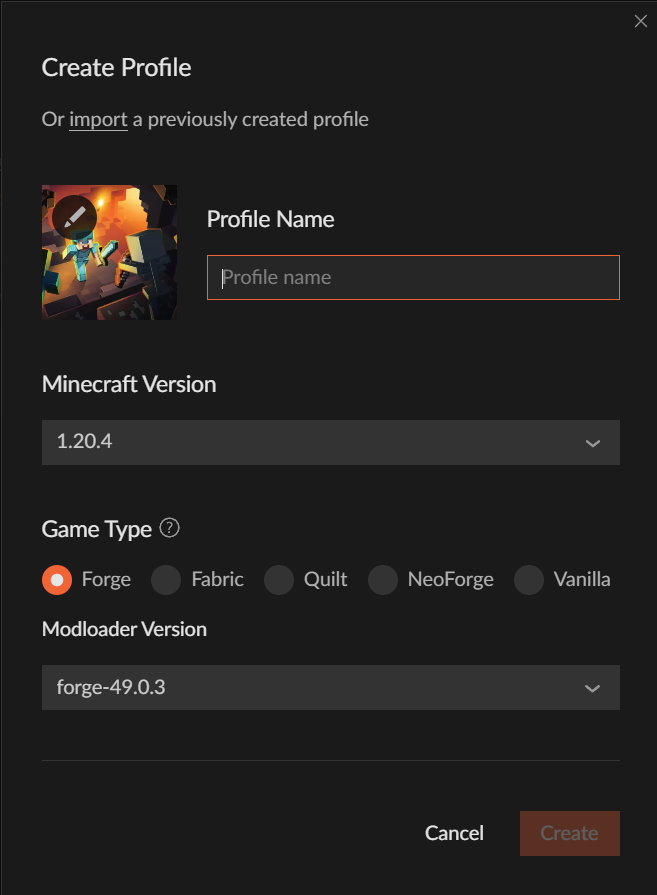 Create Profile
Or import a previously created profile
Profile Name
Profile name
Minecraft Version
1.20.4
Game Type ?
Forge Fabric Quilt NeoForge Vanilla
Modloader Version
forge-49.0.3
Cancel Create